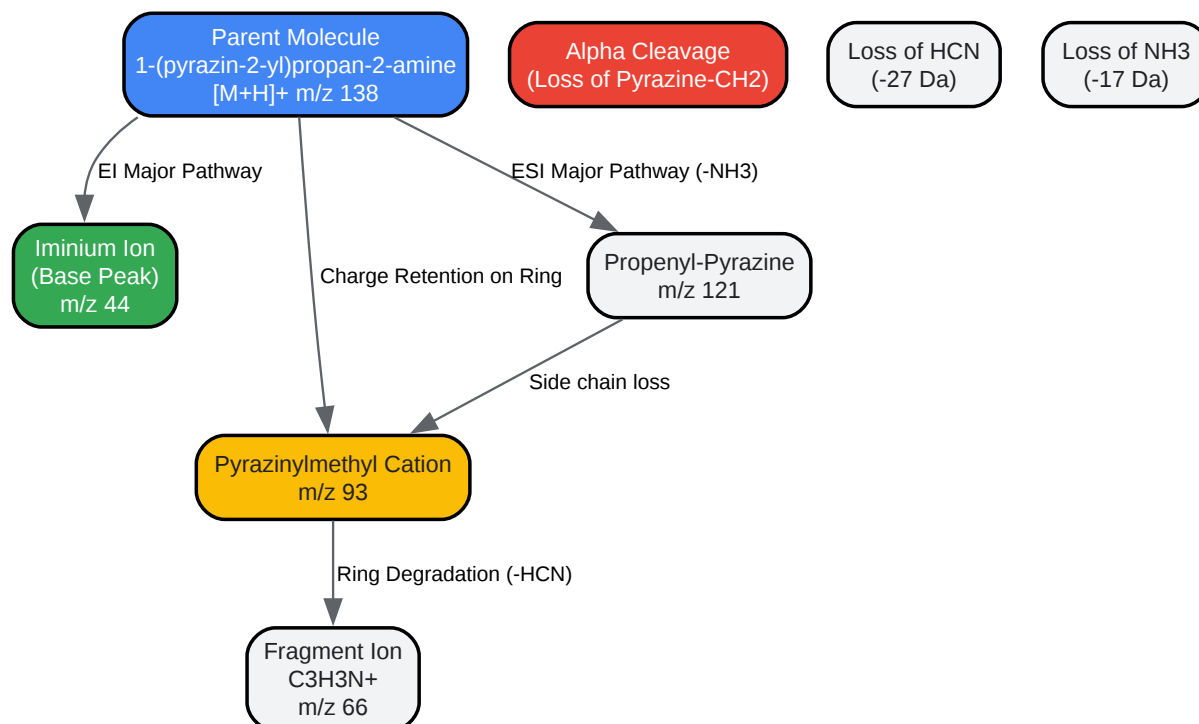 Parent Molecule
1-(pyrazin-2-yl)propan-2-amine
[M+H]+ m/z 138
Alpha Cleavage
(Loss of Pyrazine-CH2)
Loss of HCN
(-27 Da)
Loss of NH3
(-17 Da)
EI Major Pathway
ESI Major Pathway (-NH3)
Iminium Ion
(Base Peak)
m/z 44
Charge Retention on Ring
Propenyl-Pyrazine
m/z 121
Side chain loss
Pyrazinylmethyl Cation
m/z 93
Ring Degradation (-HCN)
Fragment Ion
C3H3N+
m/z 66